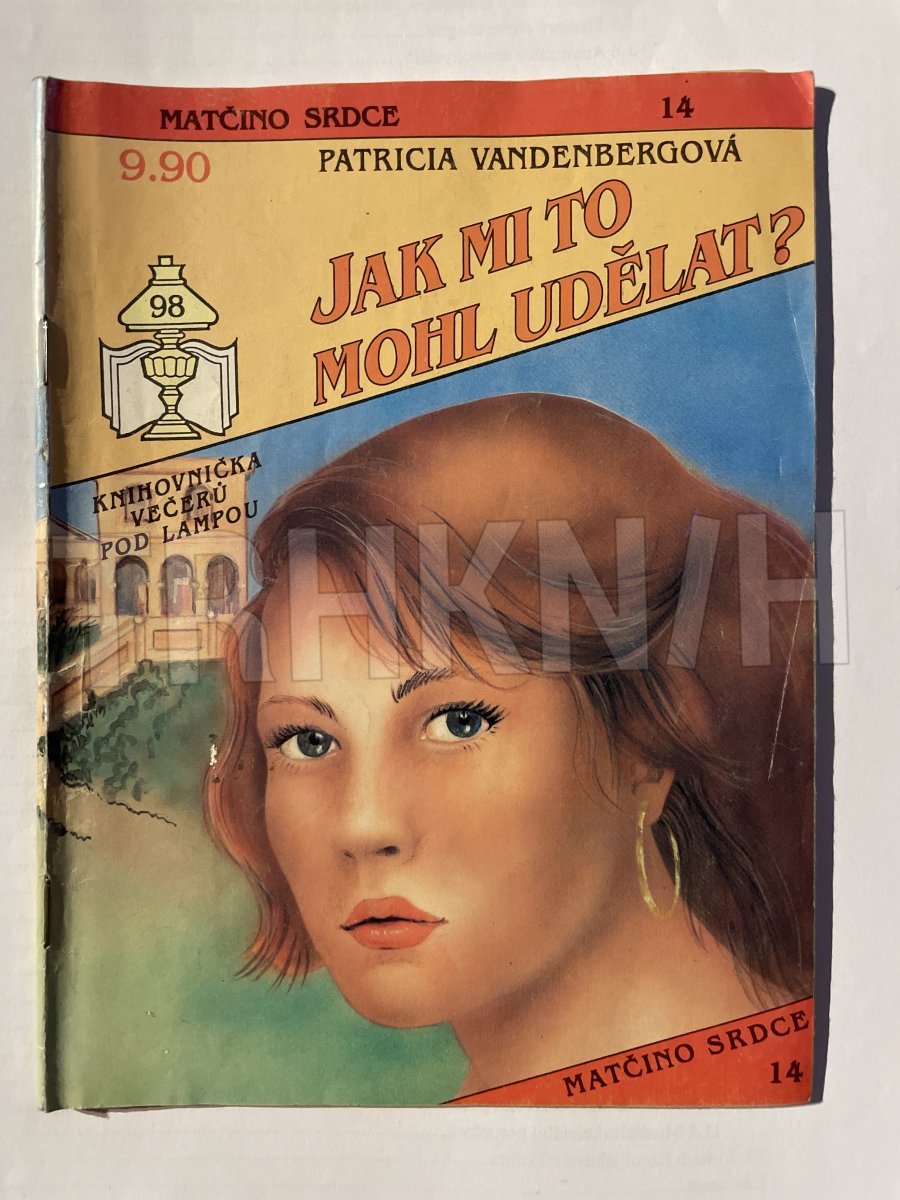 MATČINO SRDCE 14
9.90
PATRICIA VANDENBERGOVÁ
JAK MI TO
MOHL UDĚLAT?
98
KNIHOVNIČKA
VEČERŮ
POD LAMPOU
MATČINO SRDCE
14